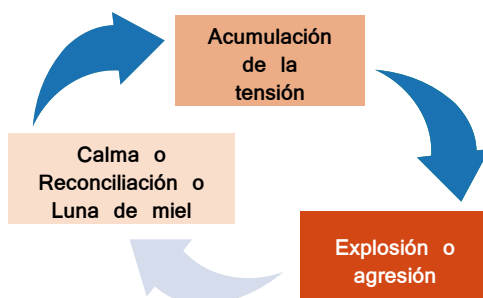 Acumulación
de la
tensión
Calma o
Reconciliación o
Luna de miel
Explosión o
agresión